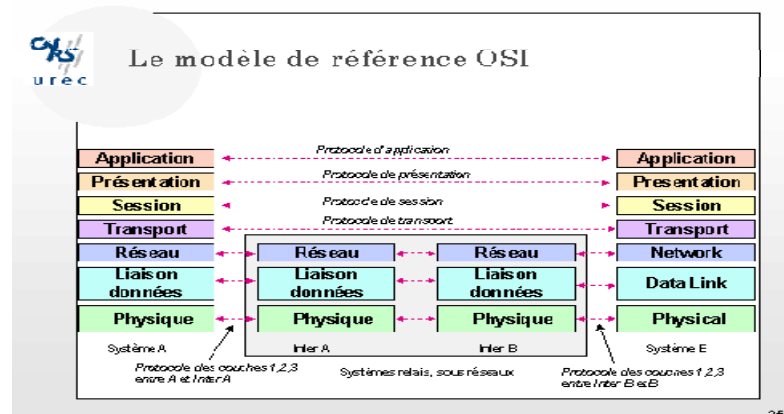 CNRS
urec
Le modèle de référence OSI
Protocole d'application
Application Application
Protocole de présentation
Présentation Presentation
Protocole de session
Session Session
Protocole de transport
Transport Transport
Réseau Réseau Réseau Network
Liaison données Liaison données Liaison données Data Link
Physique Physique Physique Physical
Système A Inter A Inter B Système E
Protocole des couches 1,2,3
entre A et Inter A
Systèmes relais, sous réseaux
Protocole des couches 1,2,3
entre Inter B et B